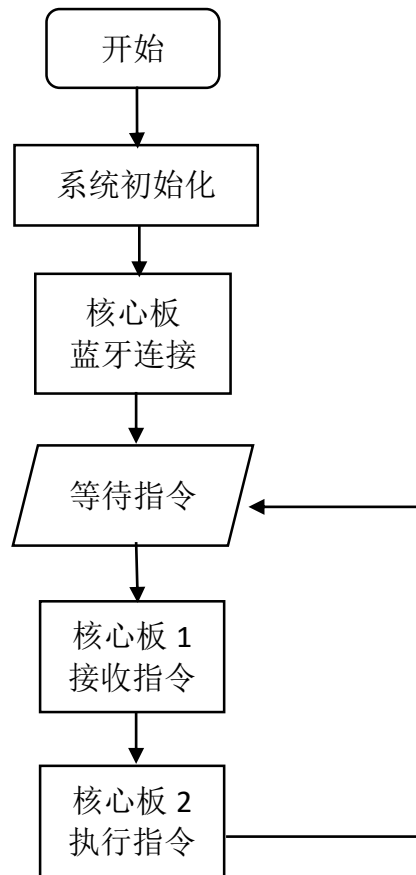 开始
系统初始化
核心板
蓝牙连接
等待指令
核心板 1
接收指令
核心板 2
执行指令